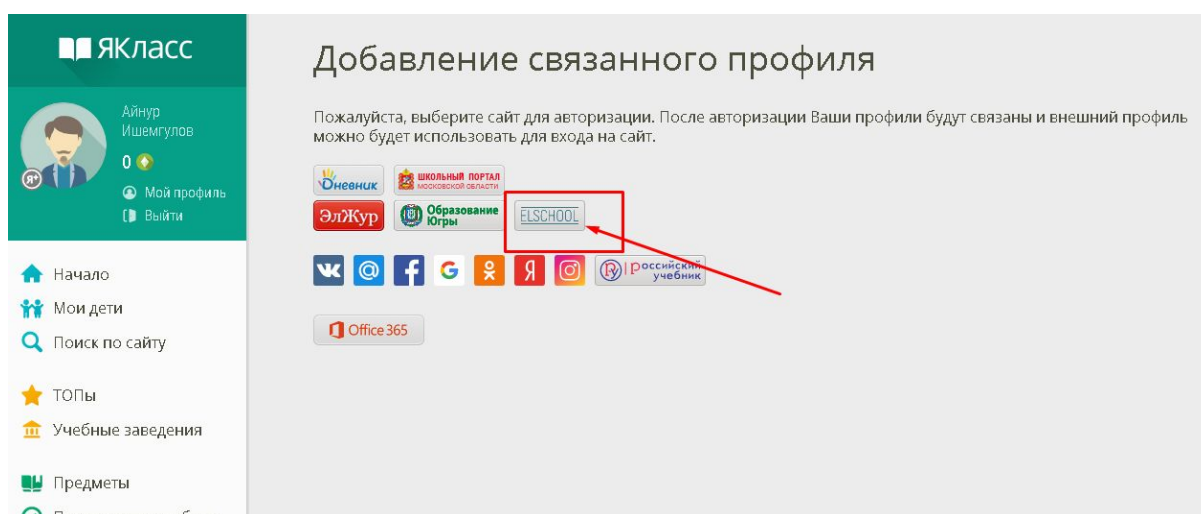 ЯКласс
Айнур
Ишемгулов
0
Я+
Мой профиль
Выйти
Начало
Мои дети
Поиск по сайту
ТОПы
Учебные заведения
Предметы
Добавление связанного профиля
Пожалуйста, выберите сайт для авторизации. После авторизации Ваши профили будут связаны и внешний профиль
можно будет использовать для входа на сайт.
Дневник
ШКОЛЬНЫЙ ПОРТАЛ
МОСКОВСКОЙ ОБЛАСТИ
ЭлЖур
Образование
Югры
ELSCHOOL
Российский
учебник
Office 365